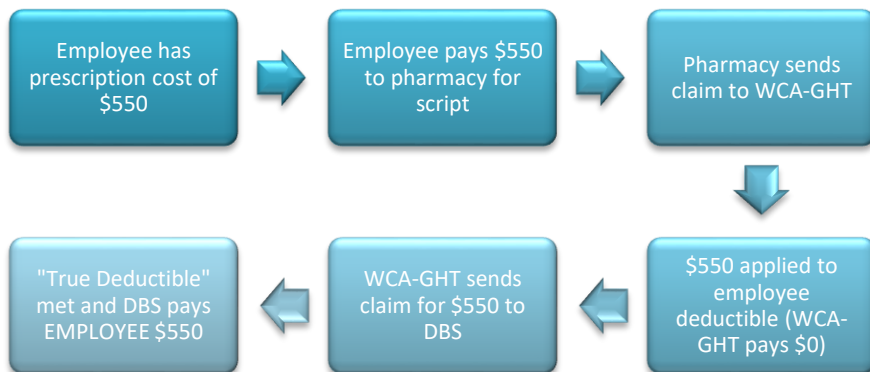 Employee has
prescription cost of
$550
Employee pays $550
to pharmacy for
script
Pharmacy sends
claim to WCA-GHT
$550 applied to
employee
deductible (WCA-
GHT pays $0)
WCA-GHT sends
claim for $550 to
DBS
"True Deductible"
met and DBS pays
EMPLOYEE $550